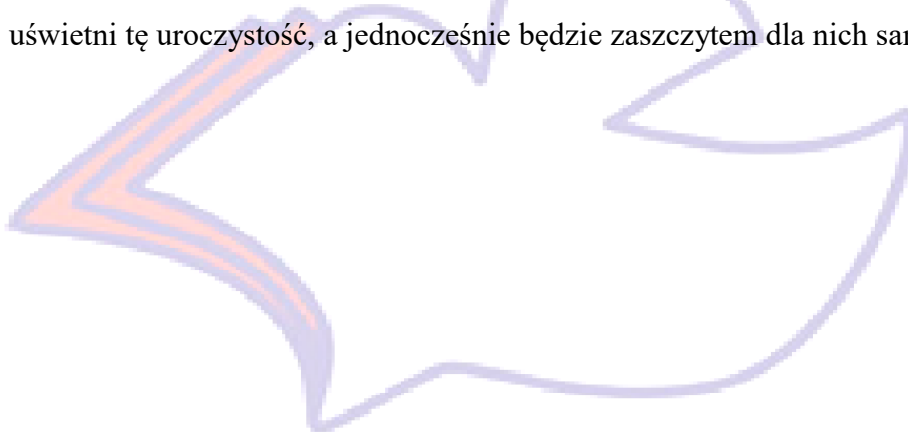 uświetni tę uroczystość, a jednocześnie będzie zaszczytem dla nich